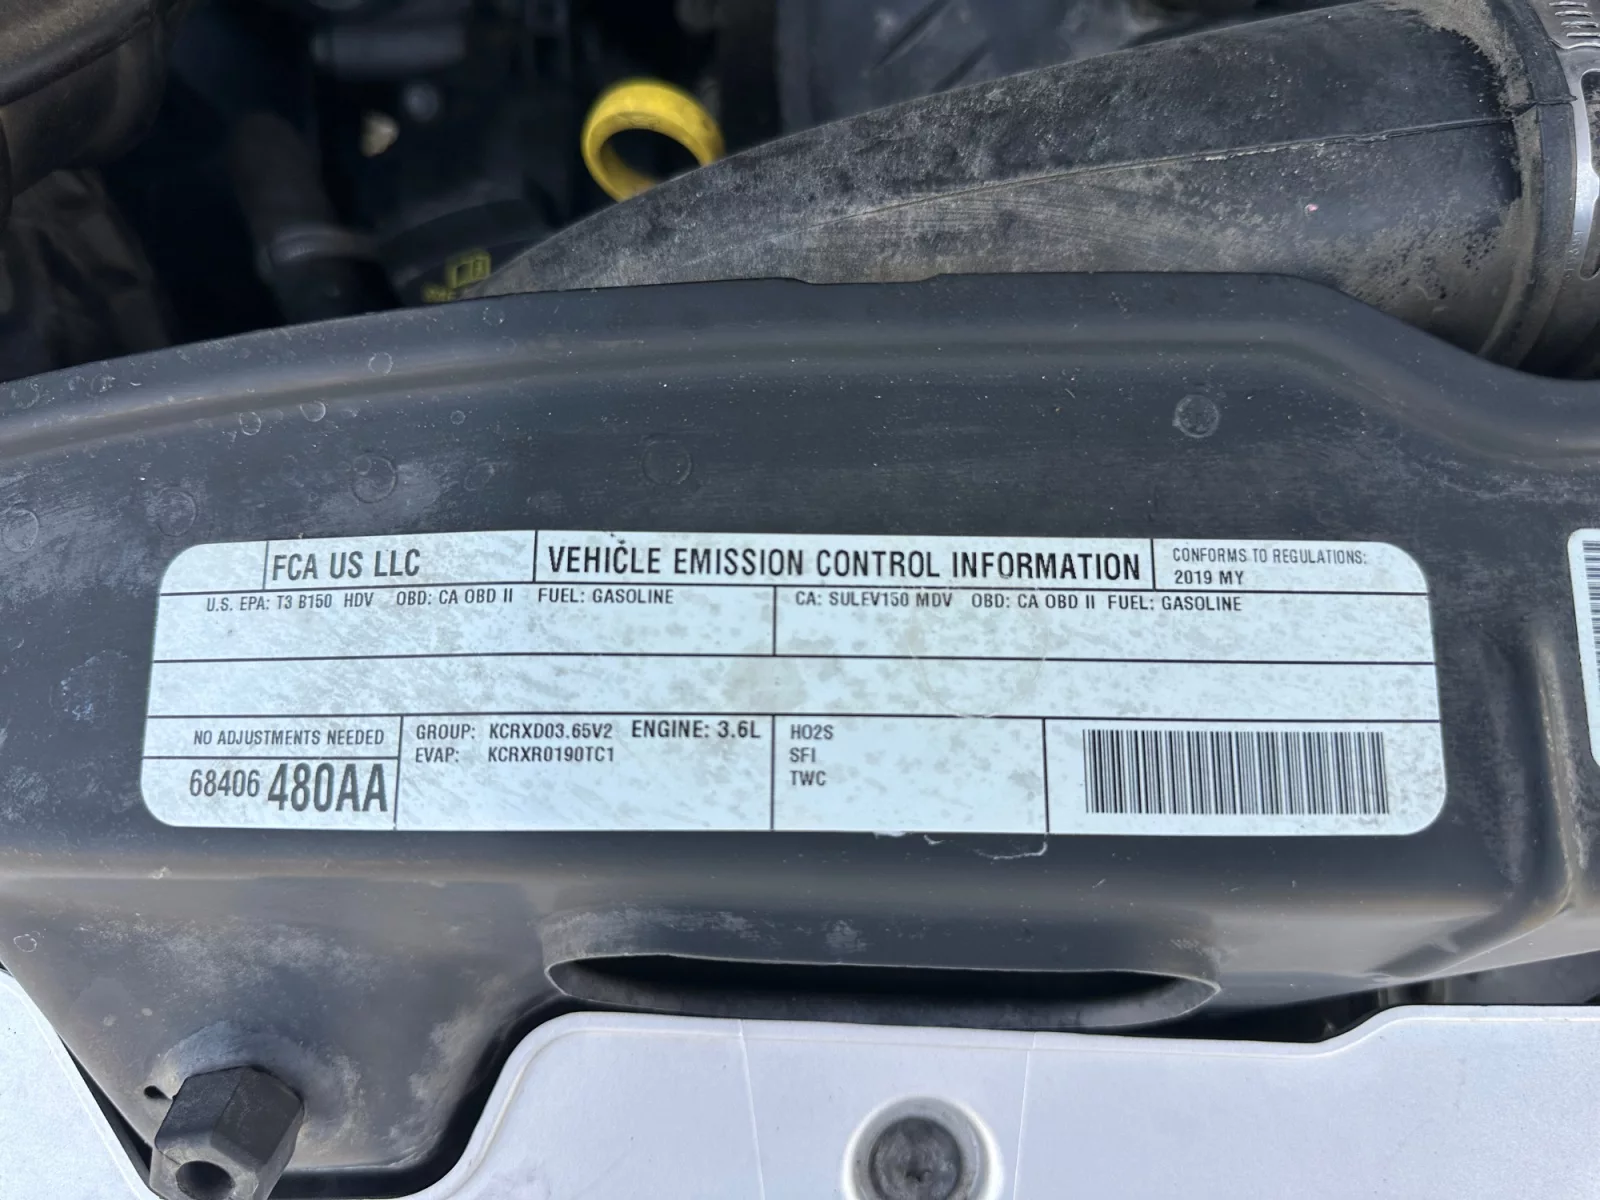 FCA US LLC
VEHICLE EMISSION CONTROL INFORMATION
CONFORMS TO REGULATIONS:
2019 MY
U.S. EPA: T3 B150 HDV OBD: CA OBD II FUEL: GASOLINE
CA: SULEV150 MDV OBD: CA OBD II FUEL: GASOLINE
NO ADJUSTMENTS NEEDED
68406 480AA
GROUP: KCRXD03.65V2 ENGINE: 3.6L
EVAP: KCRXR0190TC1
HO2S
SFI
TWC